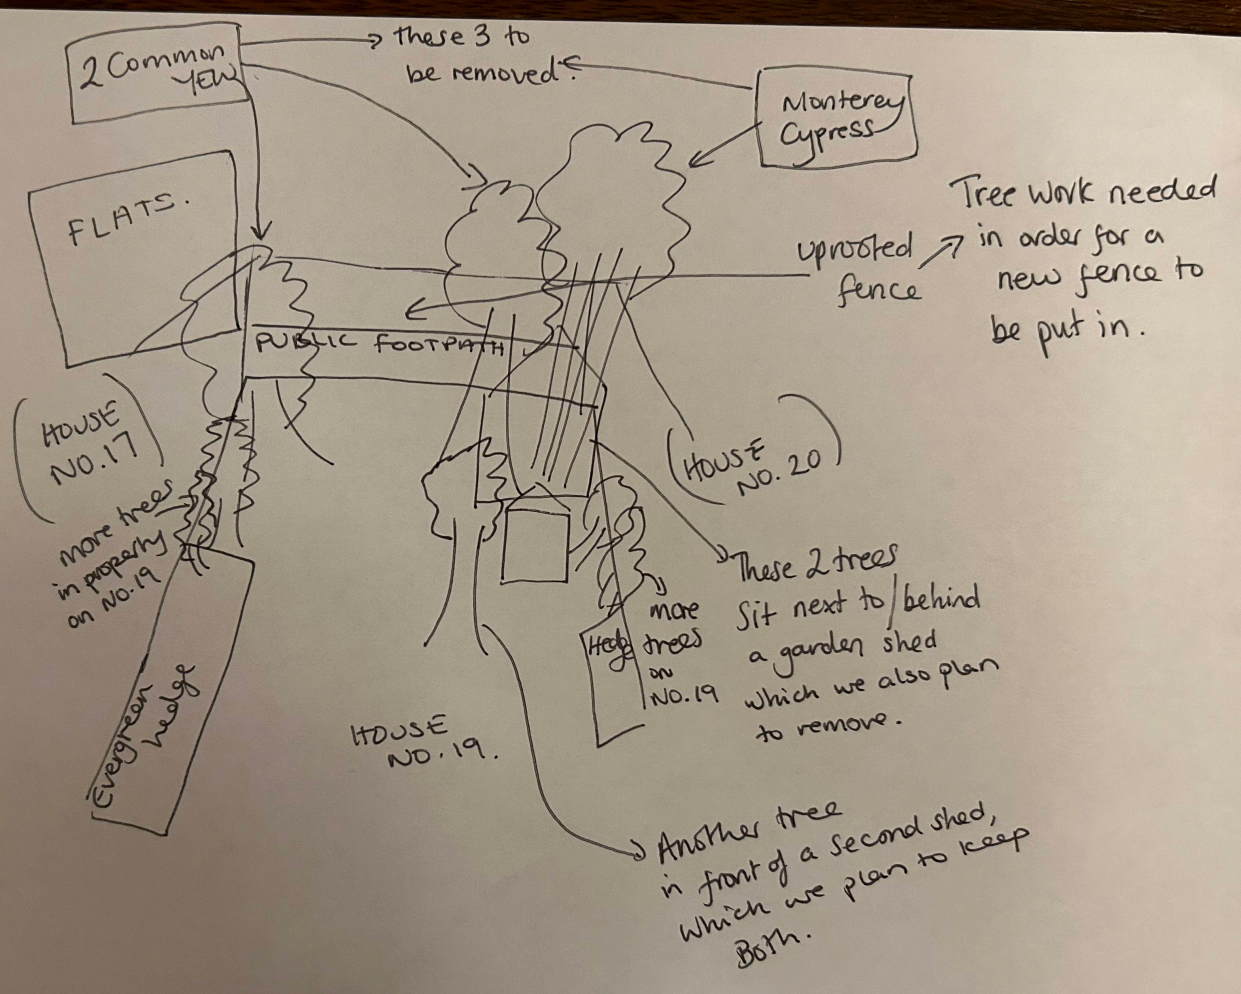 2 Common
YEW
these 3 to
be removed.
Monterey
Cypress
FLATS.
Tree work needed
in order for a
new fence to
be put in.
uprooted
fence
PUBLIC FOOTPATH
(HOUSE
NO.17)
(HOUSE
NO. 20)
more trees
in property
on NO.19
These 2 trees
sit next to/behind
a garden shed
which we also plan
to remove.
Hedge
more
trees
on
NO.19
Evergreen
hedge
HOUSE
NO.19.
Another tree
in front of a second shed,
which we plan to keep
Both.